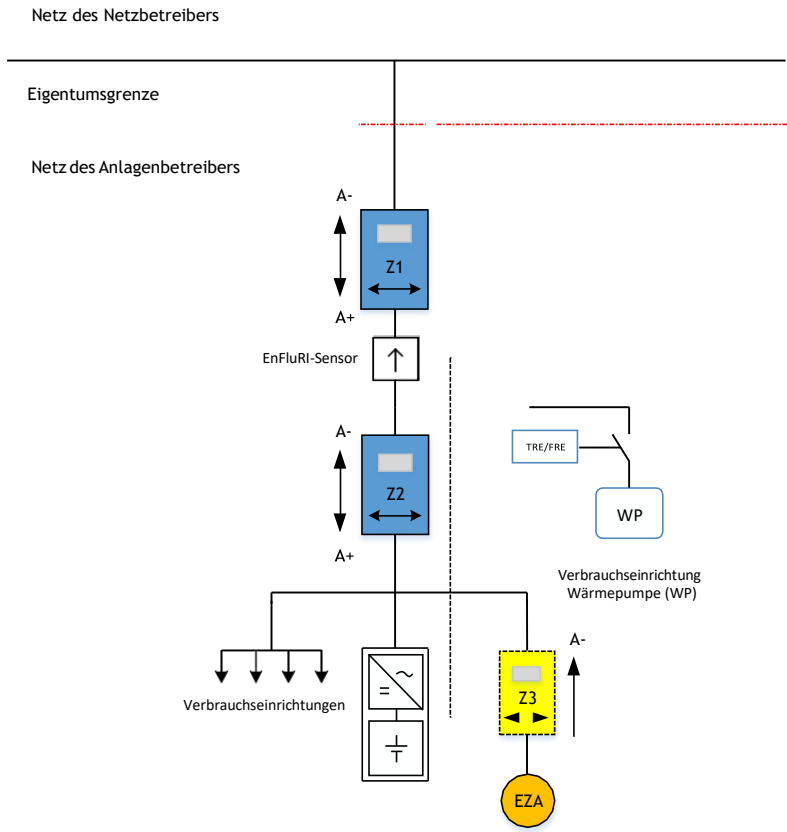 Netz des Netzbetreibers
Eigentumsgrenze
Netz des Anlagenbetreibers
A-
Z1
A+
EnFluRI-Sensor
A-
Z2
A+
TRE/FRE
WP
Verbrauchseinrichtung
Wärmepumpe (WP)
A-
Z3
Verbrauchseinrichtungen
EZA